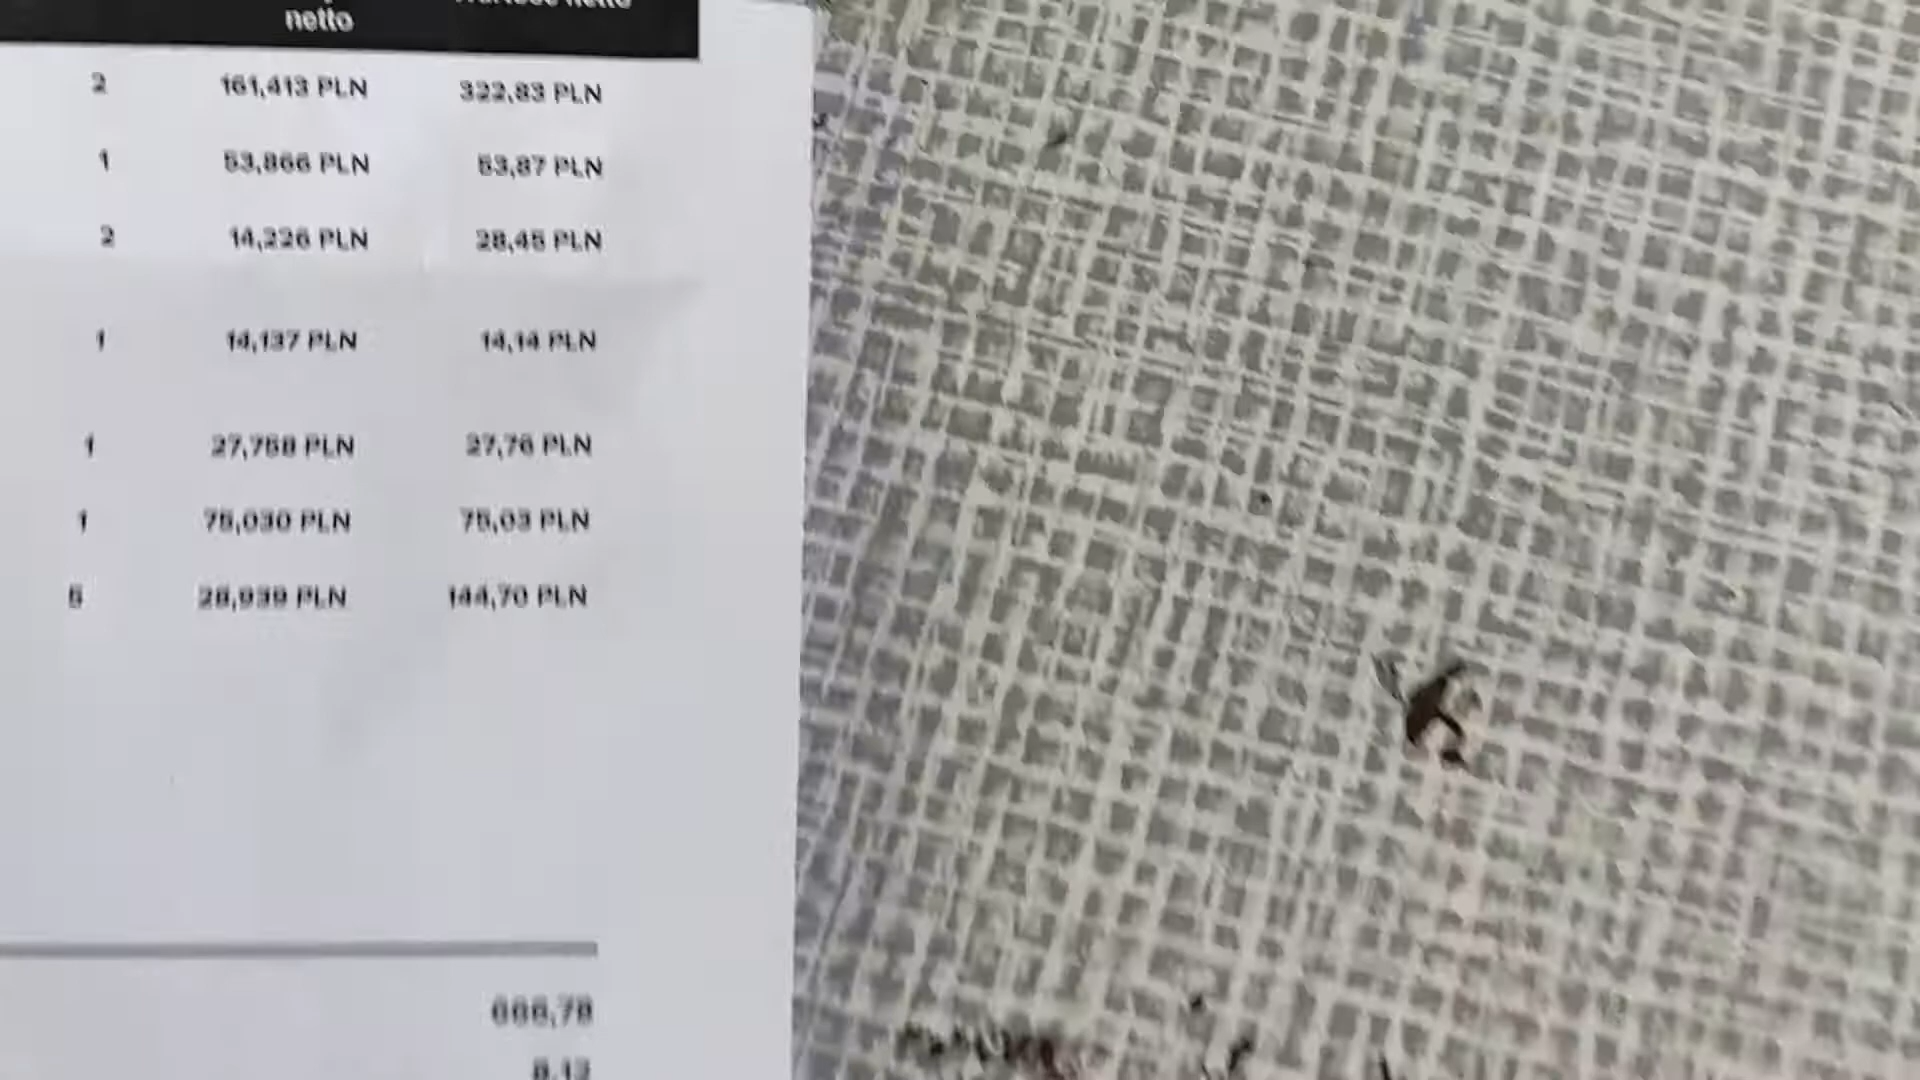 netto
netto
2 161,413 PLN 322,83 PLN
1 53,866 PLN 53,87 PLN
2 14,226 PLN 28,45 PLN
1 14,137 PLN 14,14 PLN
1 27,758 PLN 27,76 PLN
1 75,030 PLN 75,03 PLN
5 28,939 PLN 144,70 PLN
666,78